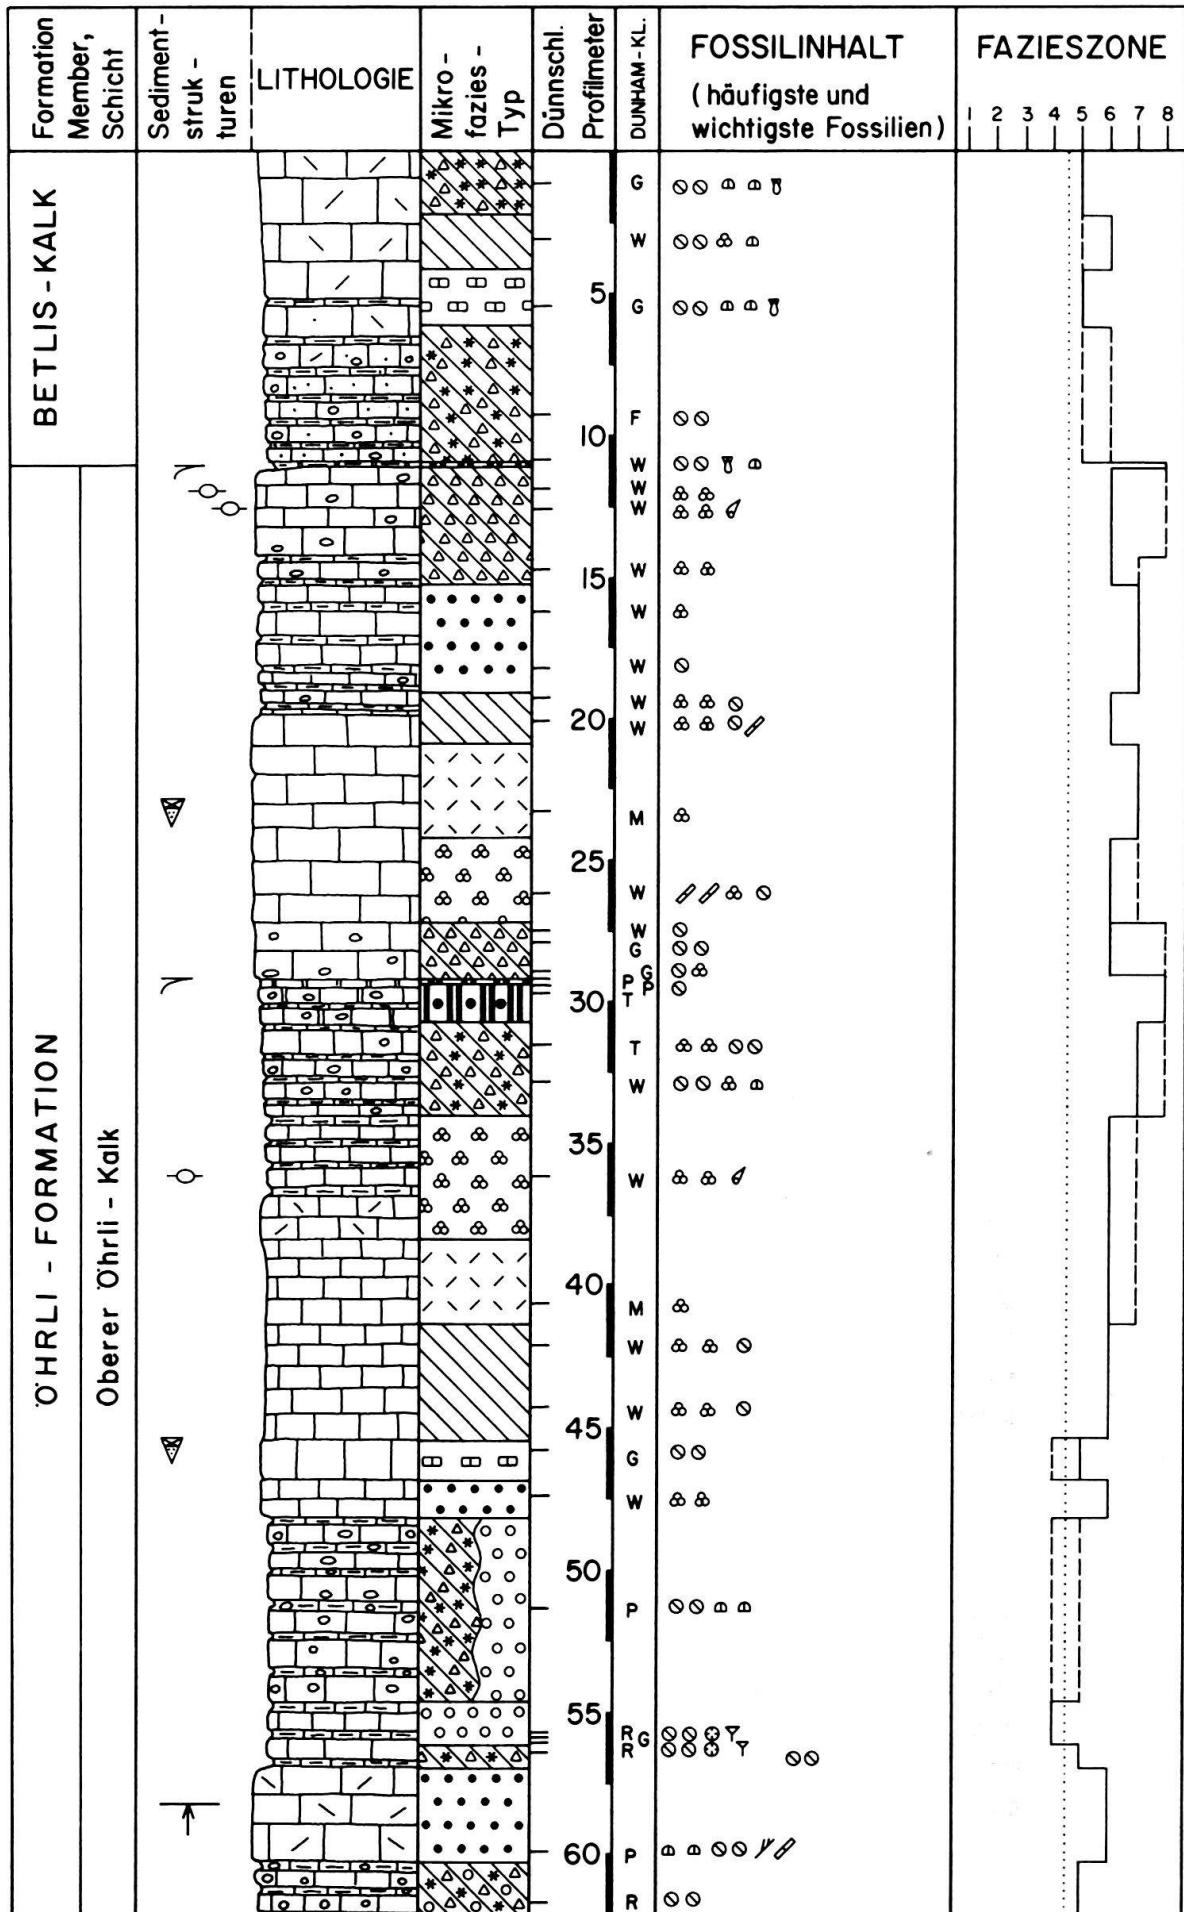 Formation
Member,
Schicht
Sediment-
struk-
turen
LITHOLOGIE
Mikro-
fazies-
Typ
Dünnschl.
Profilmeter
DUNHAM-KL.
FOSSILINHALT
(häufigste und
wichtigste Fossilien)
FAZIESZONE
1 2 3 4 5 6 7 8
BETLIS-KALK
ÖHRLI-FORMATION
Oberer Öhrli-Kalk
G
W
5
G
F
10
W
W
W
15
W
W
W
W
20
W
M
25
W
W
G
G
P P
30
T
T
W
35
W
40
M
W
W
45
G
W
50
P
55
R G
R
60
P
R